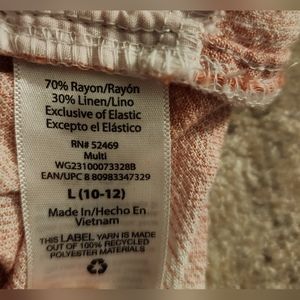 70% Rayon/Rayón
30% Linen/Lino
Exclusive of Elastic
Excepto el Elástico
RN# 52469
Multi
WG23100073328B
EAN/UPC 8 80983347329
L (10-12)
Made In/Hecho En
Vietnam
THIS LABEL YARN IS MADE
OUT OF 100% RECYCLED
POLYESTER MATERIALS